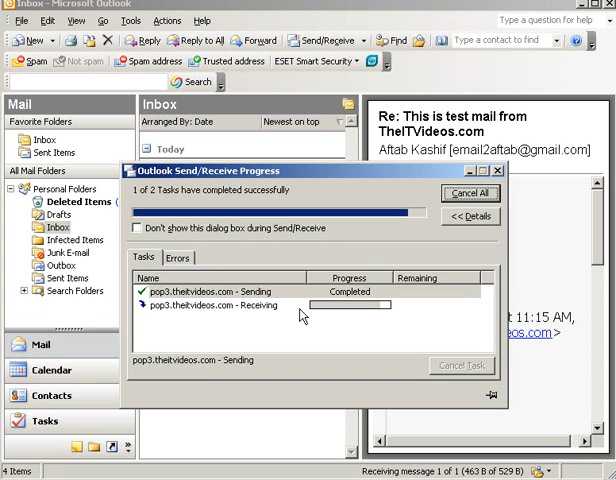 Inbox - Microsoft Outlook
File Edit View Go Tools Actions Help
Type a question for help
New Reply Reply to All Forward Send/Receive Find Type a contact to find
Spam Not spam Spam address Trusted address ESET Smart Security
Search
Mail
Favorite Folders
Inbox
Sent Items
All Mail Folders
Personal Folders
Deleted Items
Drafts
Inbox
Infected Items
Junk E-mail
Outbox
Sent Items
Search Folders
Mail
Calendar
Contacts
Tasks
Inbox
Arranged By: Date Newest on top
Today
Re: This is test mail from
TheITVideos.com
Aftab Kashif [email2aftab@gmail.com]
t 11:15 AM,
eos.com>
Outlook Send/Receive Progress
1 of 2 Tasks have completed successfully
Cancel All
<< Details
Don't show this dialog box during Send/Receive
Tasks Errors
Name Progress Remaining
pop3.theitvideos.com - Sending Completed
pop3.theitvideos.com - Receiving
pop3.theitvideos.com - Sending
Cancel Task
4 Items Receiving message 1 of 1 (463 B of 529 B)